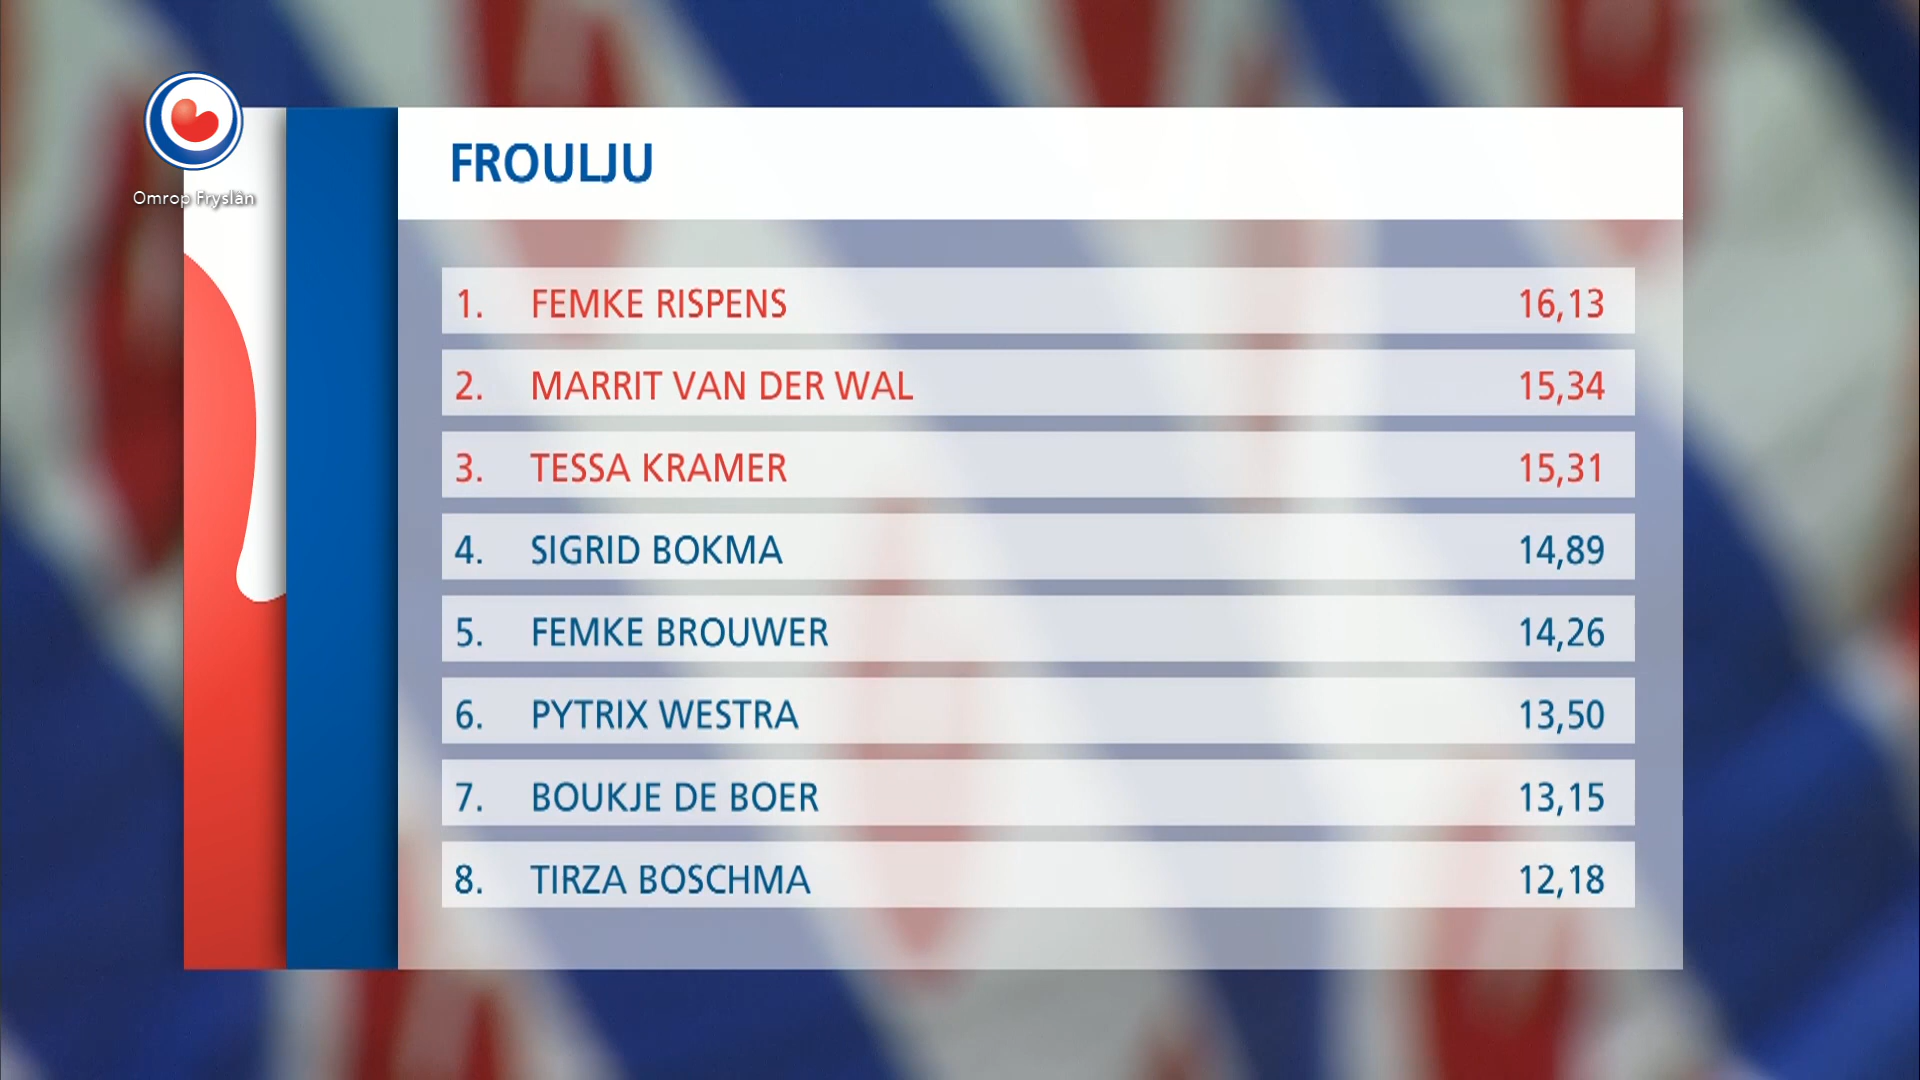 Omrop Fryslân
FROULJU
1. FEMKE RISPENS 16,13
2. MARRIT VAN DER WAL 15,34
3. TESSA KRAMER 15,31
4. SIGRID BOKMA 14,89
5. FEMKE BROUWER 14,26
6. PYTRIX WESTRA 13,50
7. BOUKJE DE BOER 13,15
8. TIRZA BOSCHMA 12,18